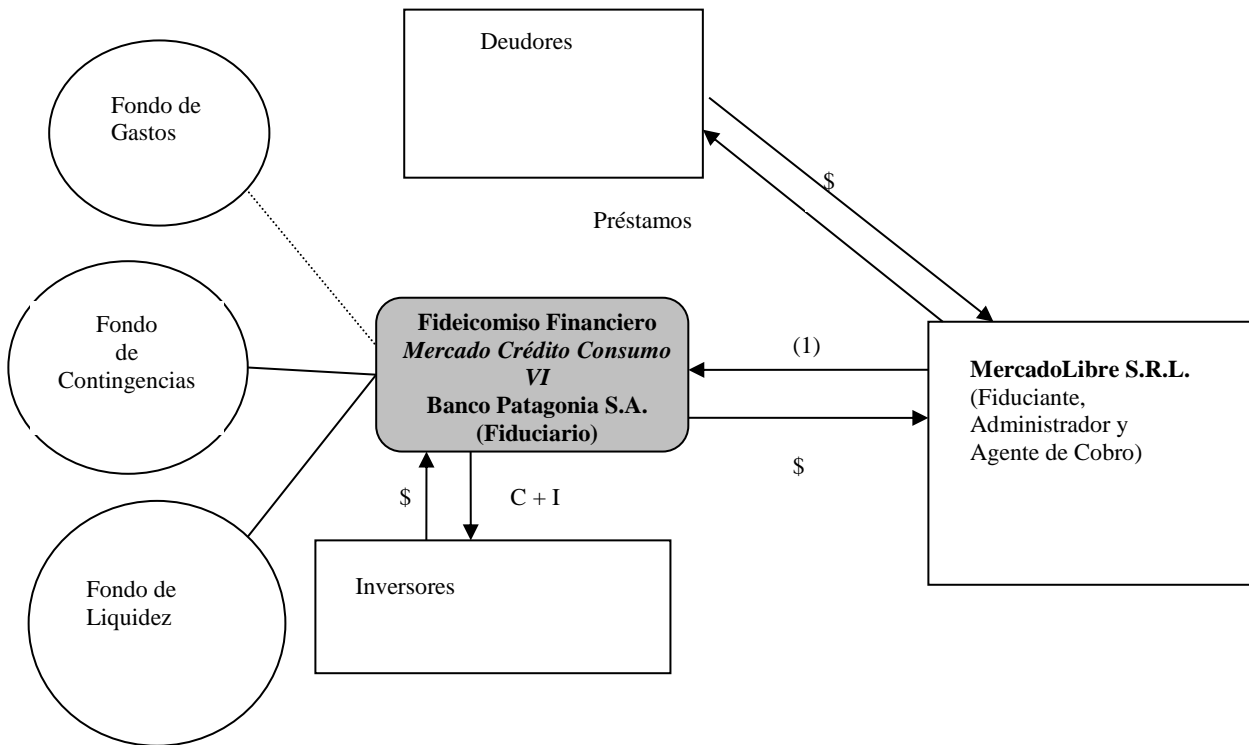 Deudores
Fondo de
Gastos
$
Préstamos
Fondo
de
Contingencias
Fideicomiso Financiero
Mercado Crédito Consumo
VI
Banco Patagonia S.A.
(Fiduciario)
(1)
MercadoLibre S.R.L.
(Fiduciante,
Administrador y
Agente de Cobro)
$
$
C + I
Fondo de
Liquidez
Inversores